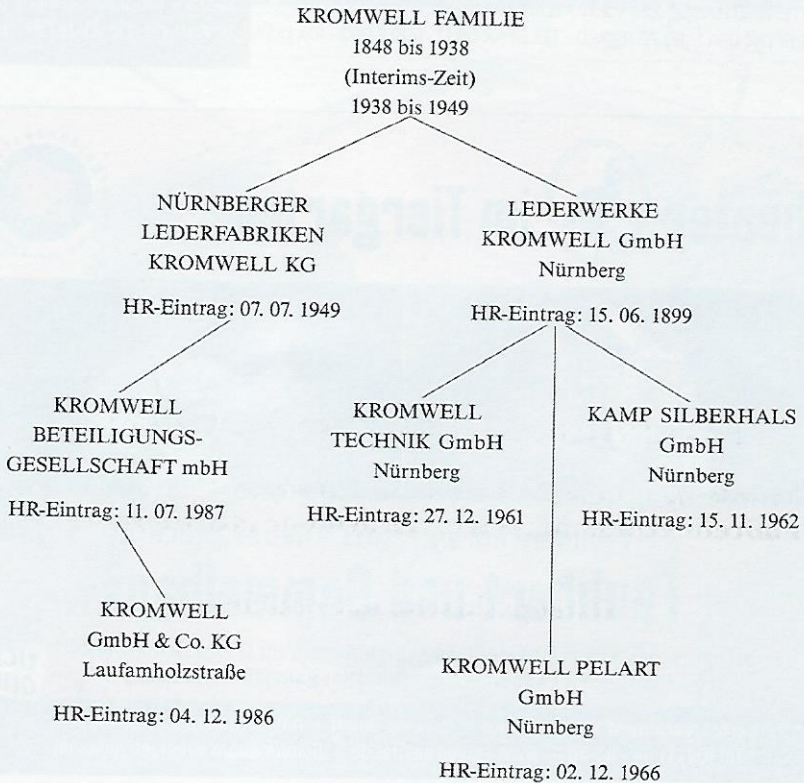 KROMWELL FAMILIE
1848 bis 1938
(Interims-Zeit)
1938 bis 1949
NÜRNBERGER
LEDERFABRIKEN
KROMWELL KG
HR-Eintrag: 07. 07. 1949
LEDERWERKE
KROMWELL GmbH
Nürnberg
HR-Eintrag: 15. 06. 1899
KROMWELL
BETEILIGUNGS-
GESELLSCHAFT mbH
HR-Eintrag: 11. 07. 1987
KROMWELL
TECHNIK GmbH
Nürnberg
HR-Eintrag: 27. 12. 1961
KAMP SILBERHALS
GmbH
Nürnberg
HR-Eintrag: 15. 11. 1962
KROMWELL
GmbH & Co. KG
Laufamholzstraße
HR-Eintrag: 04. 12. 1986
KROMWELL PELART
GmbH
Nürnberg
HR-Eintrag: 02. 12. 1966